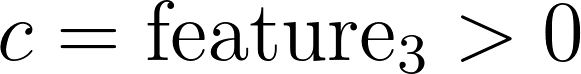 c = feature₃ > 0